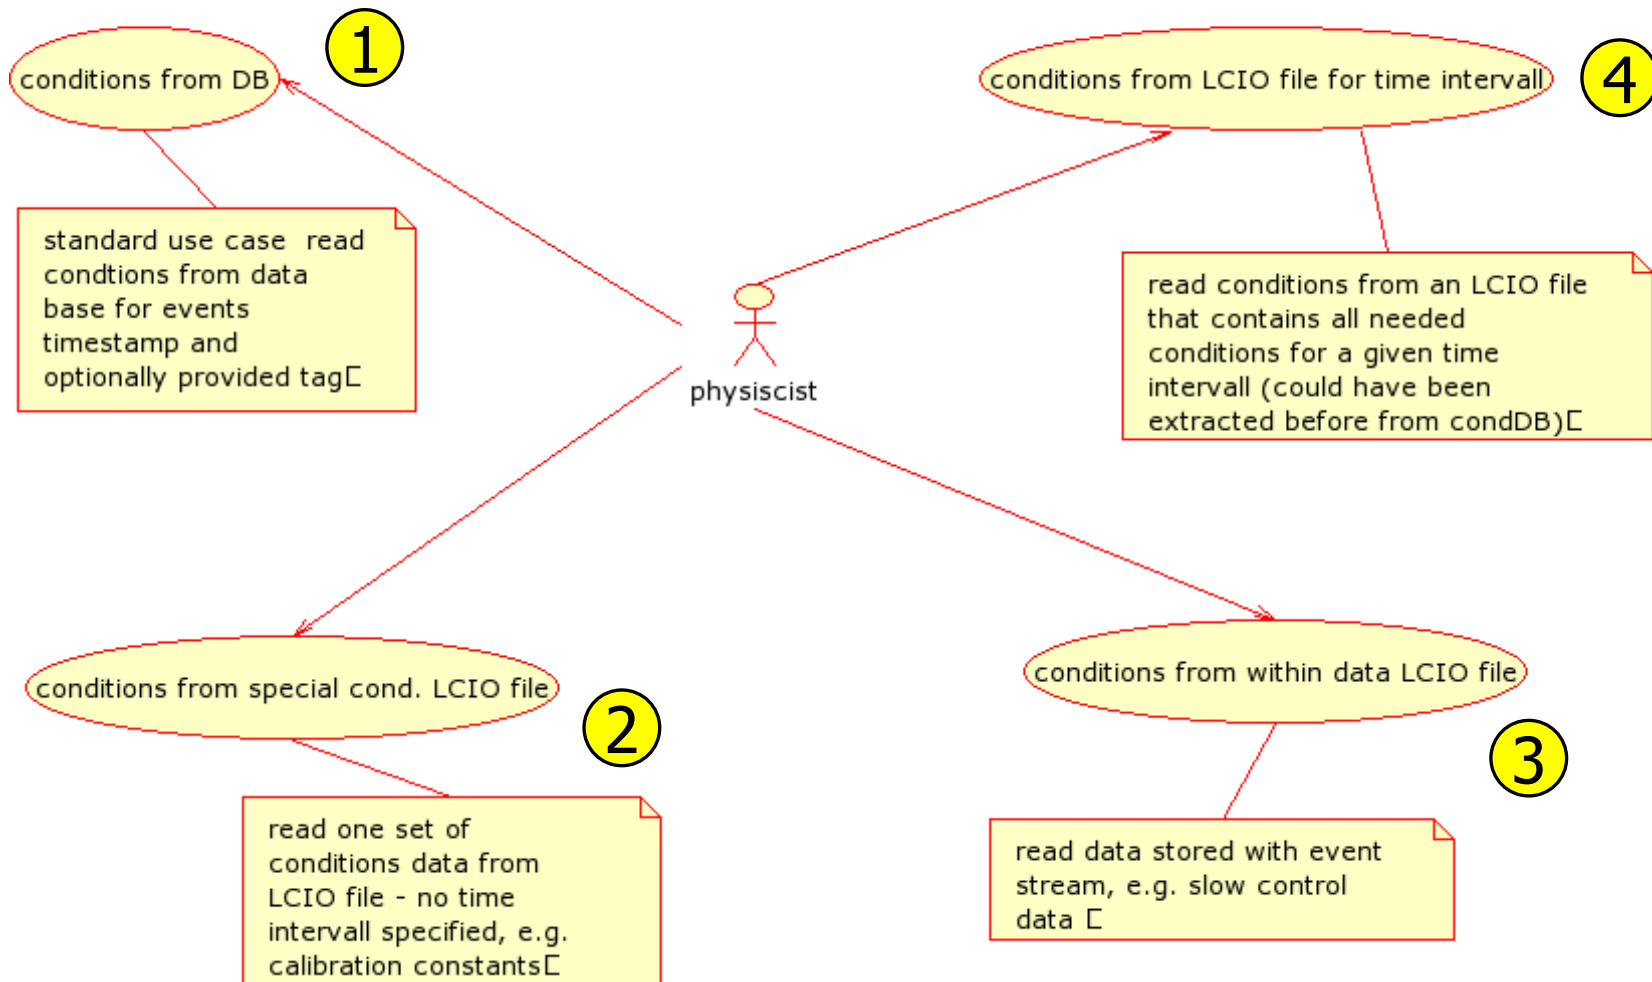 1
conditions from DB
standard use case read
condtions from data
base for events
timestamp and
optionally provided tag
4
conditions from LCIO file for time intervall
read conditions from an LCIO file
that contains all needed
conditions for a given time
intervall (could have been
extracted before from condDB)
physiscist
conditions from special cond. LCIO file
2
read one set of
conditions data from
LCIO file - no time
intervall specified, e.g.
calibration constants
conditions from within data LCIO file
3
read data stored with event
stream, e.g. slow control
data